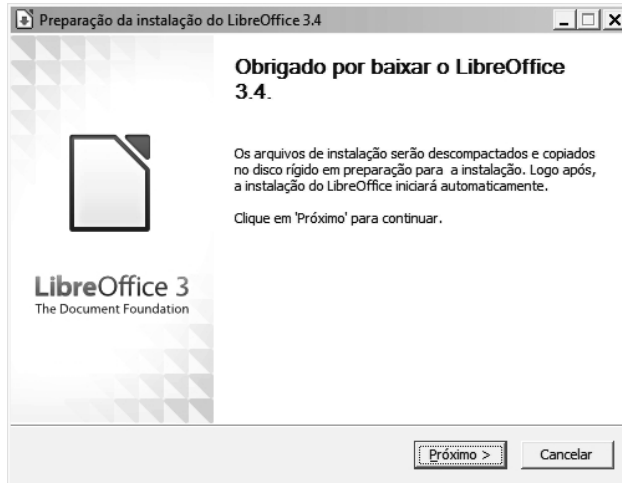 Preparação da instalação do LibreOffice 3.4
Obrigado por baixar o LibreOffice
3.4.
Os arquivos de instalação serão descompactados e copiados
no disco rígido em preparação para a instalação. Logo após,
a instalação do LibreOffice iniciará automaticamente.
Clique em 'Próximo' para continuar.
LibreOffice 3
The Document Foundation
Próximo >
Cancelar